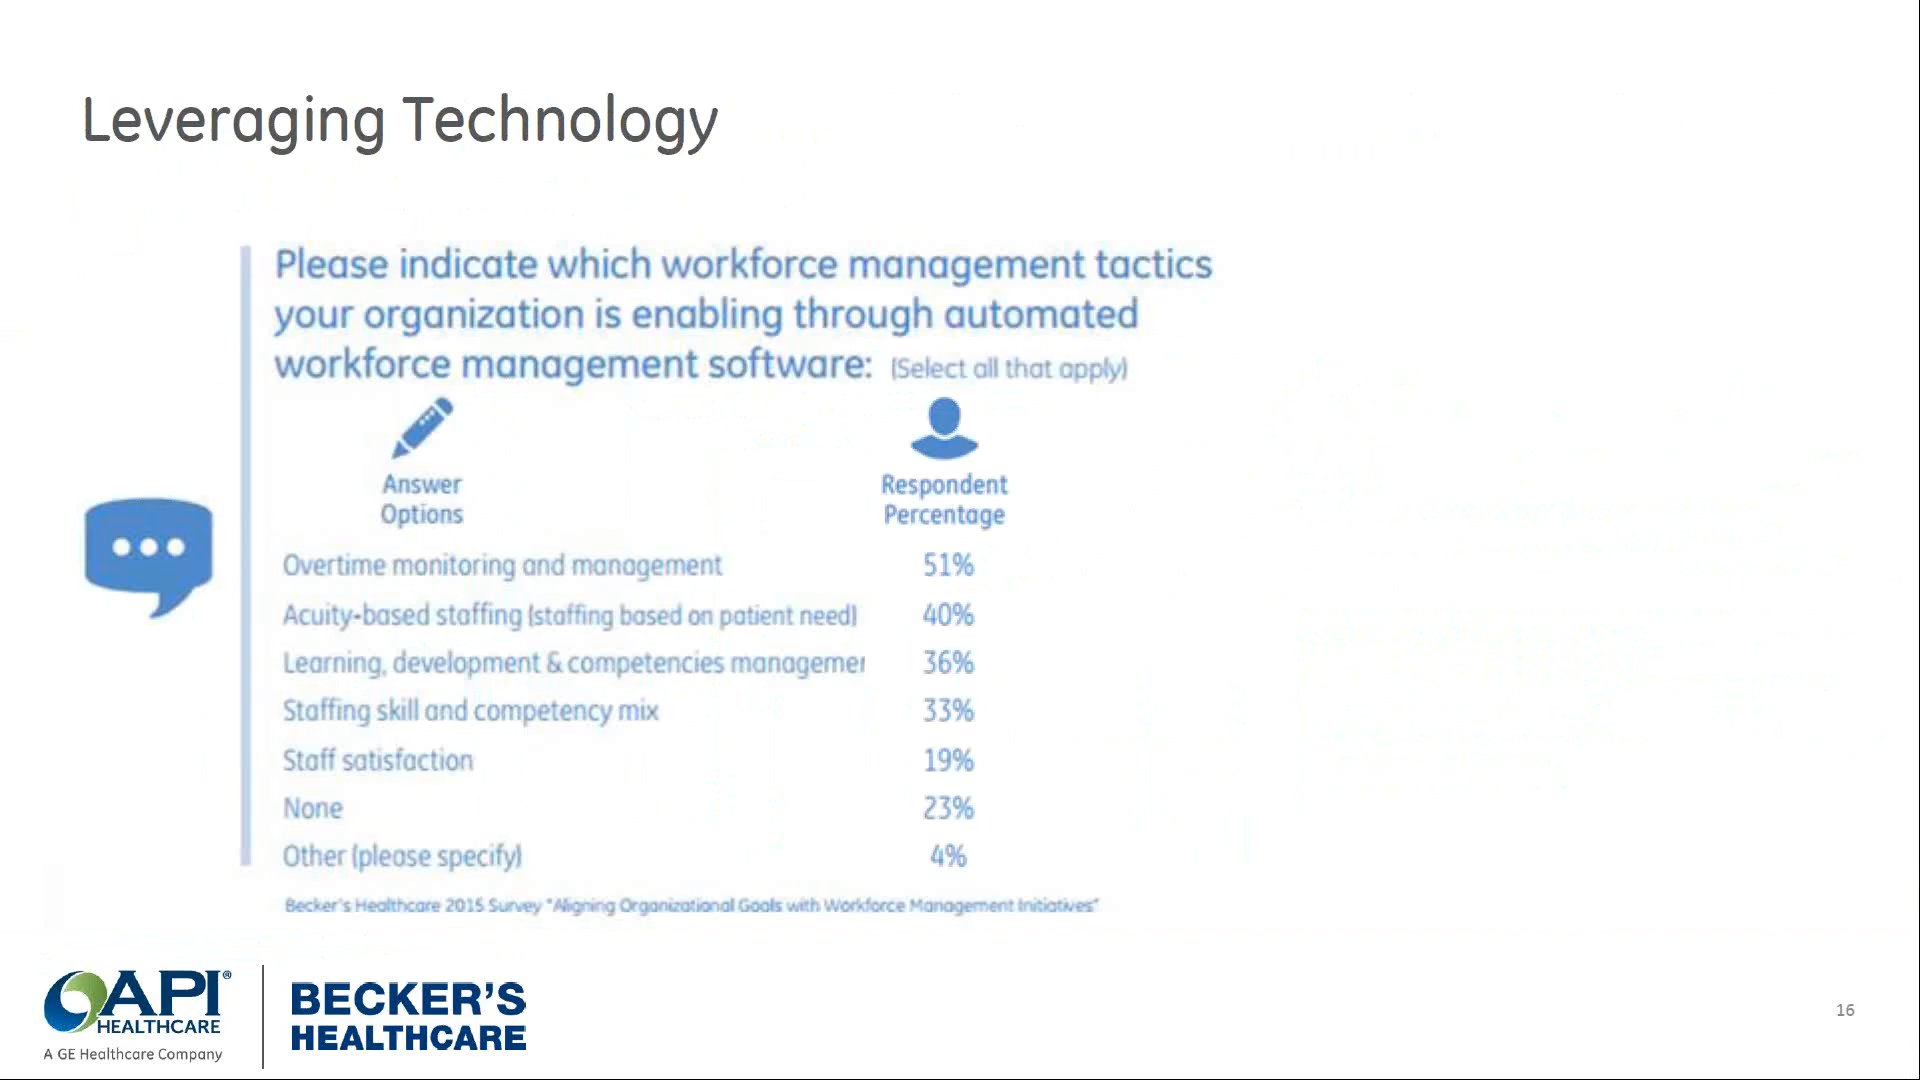 Leveraging Technology
Please indicate which workforce management tactics
your organization is enabling through automated
workforce management software: (Select all that apply)
Answer
Options
Respondent
Percentage
Overtime monitoring and management 51%
Acuity-based staffing (staffing based on patient need) 40%
Learning, development & competencies managemer 36%
Staffing skill and competency mix 33%
Staff satisfaction 19%
None 23%
Other (please specify) 4%
Becker's Healthcare 2015 Survey "Aligning Organizational Goals with Workforce Management Initiatives"
API®
HEALTHCARE
A GE Healthcare Company
BECKER'S
HEALTHCARE
16